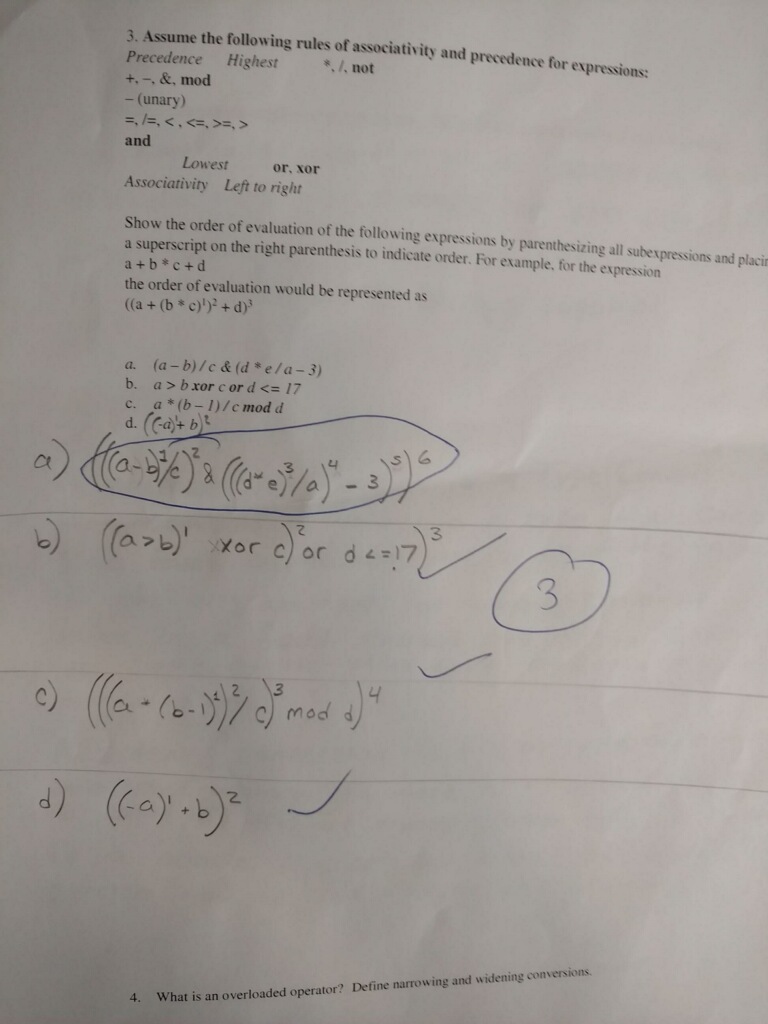 3. Assume the following rules of associativity and precedence for expressions:
Precedence Highest *, /, not
+, –, &, mod
– (unary)
=, /=, < , <=, >=, >
and
Lowest or, xor
Associativity Left to right
Show the order of evaluation of the following expressions by parenthesizing all subexpressions and placin
a superscript on the right parenthesis to indicate order. For example, for the expression
a + b * c + d
the order of evaluation would be represented as
((a + (b * c)¹)² + d)³
a. (a – b) / c & (d * e / a – 3)
b. a > b xor c or d <= 17
c. a * (b – 1) / c mod d
d. ((-a)¹+ b)²
a) (((a-b)¹/c)² & (((d*e)³/a)⁴ - 3)⁵)⁶
b) ((a>b)¹ xor c)² or d <=17)³
3
c) (((a * (b-1)¹)²/c)³ mod d)⁴
d) ((-a)¹ + b)²
4. What is an overloaded operator? Define narrowing and widening conversions.